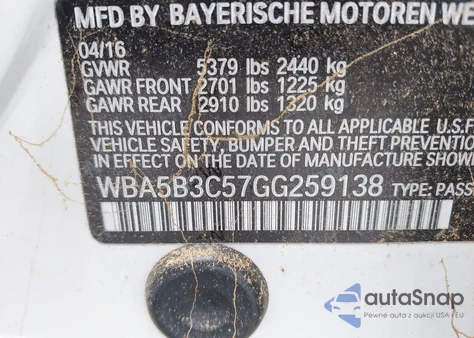 MFD BY BAYERISCHE MOTOREN WE
04/16
GVWR 5379 lbs 2440 kg
GAWR FRONT 2701 lbs 1225 kg
GAWR REAR 2910 lbs 1320 kg
THIS VEHICLE CONFORMS TO ALL APPLICABLE U.S.F
VEHICLE SAFETY, BUMPER AND THEFT PREVENTIO
EFFECT ON THE DATE OF MANUFACTURE SHOWN
WBA5B3C57GG259138 TYPE: PASS
autoSnap
Pewne auta z aukcji USA i EU